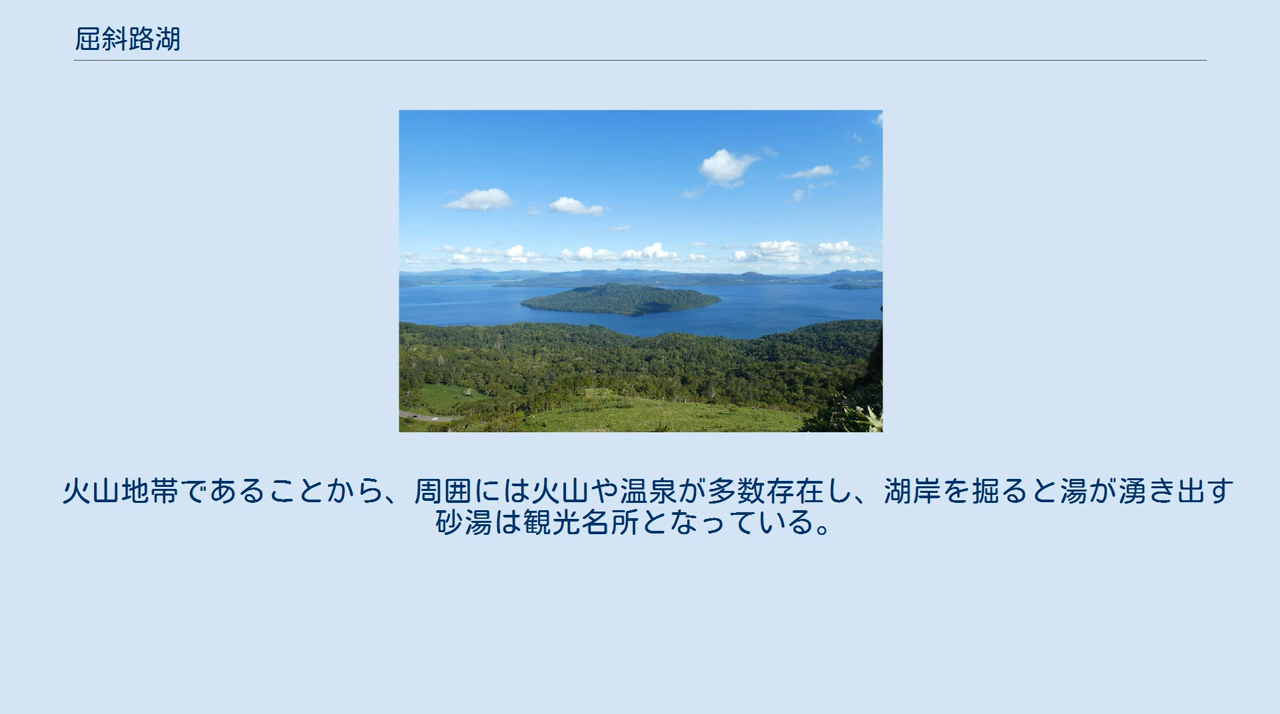 屈斜路湖
火山地帯であることから、周囲には火山や温泉が多数存在し、湖岸を掘ると湯が湧き出す
砂湯は観光名所となっている。